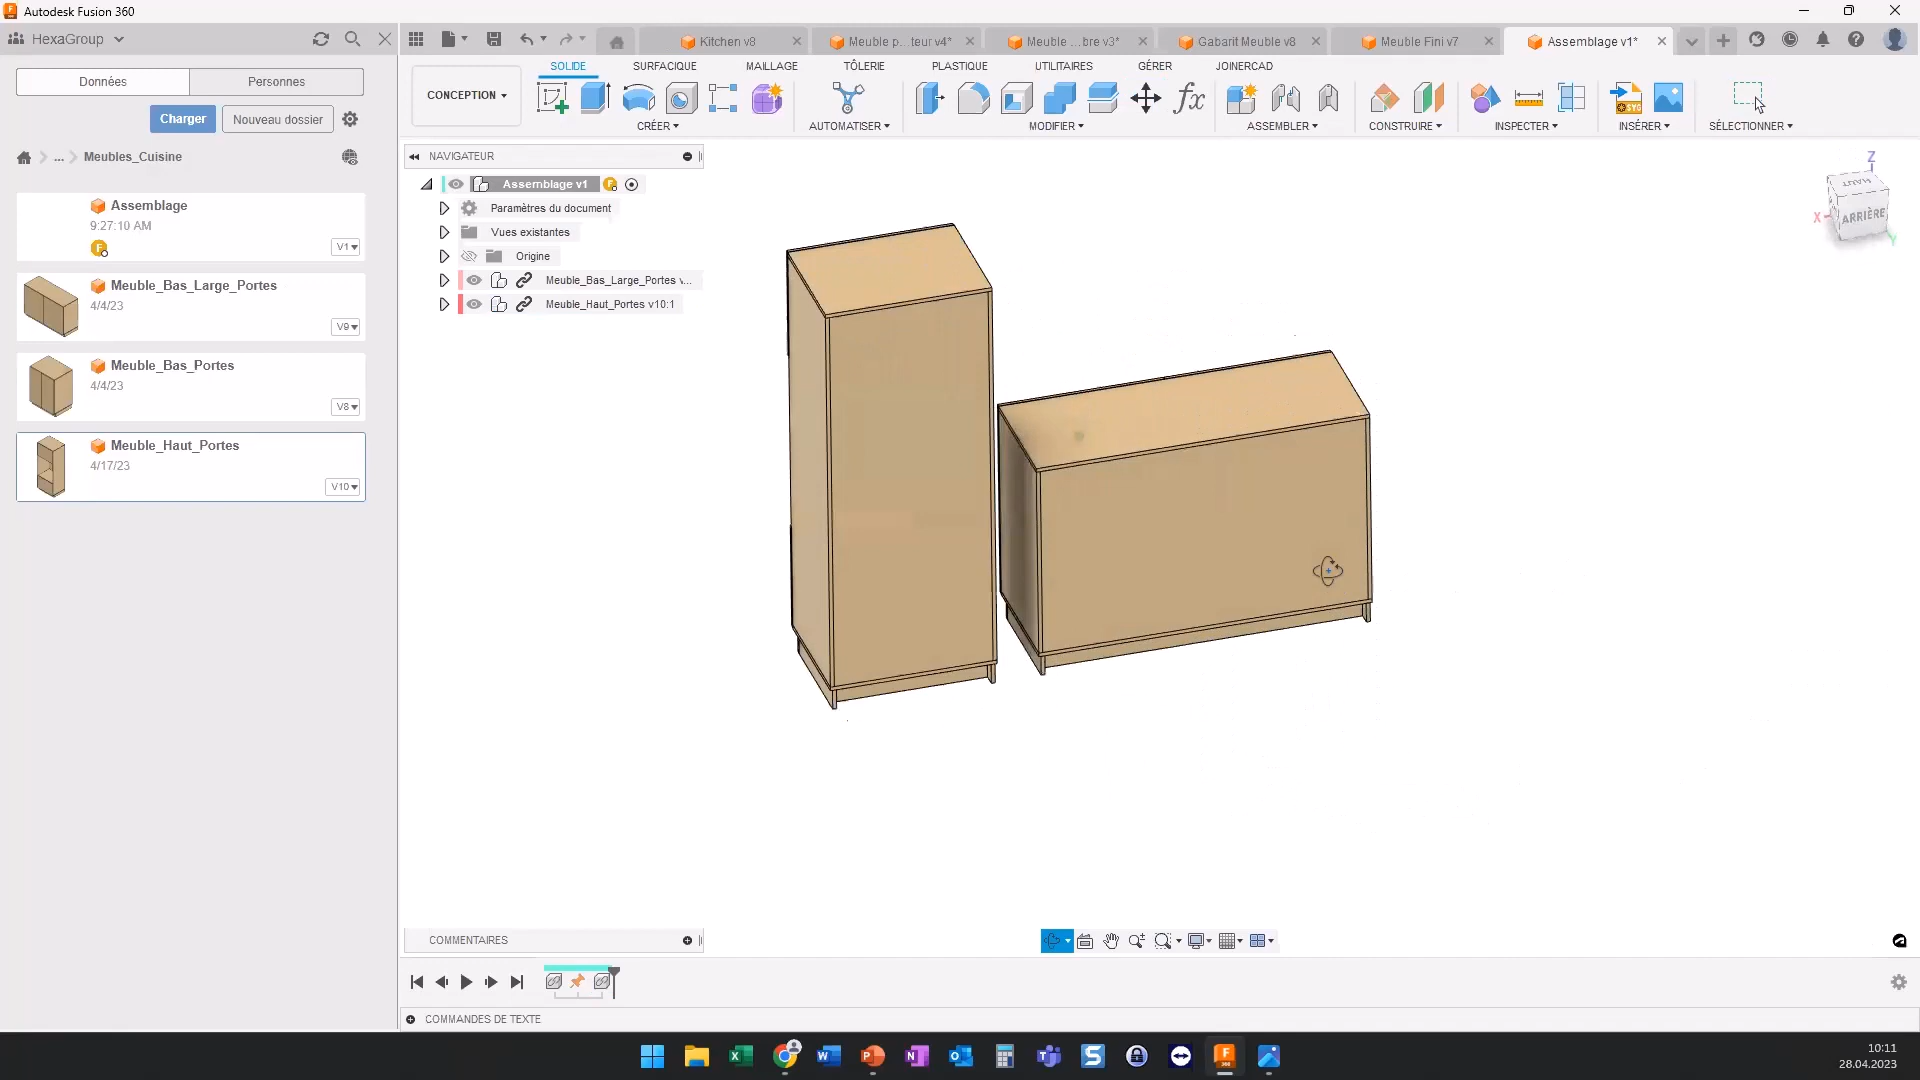 Autodesk Fusion 360
HexaGroup
Kitchen v8
Meuble p...teur v4*
Meuble ...bre v3*
Gabarit Meuble v8
Meuble Fini v7
Assemblage v1*
Données
Personnes
Charger
Nouveau dossier
... Meubles_Cuisine
Assemblage
9:27:10 AM
V1
Meuble_Bas_Large_Portes
4/4/23
V9
Meuble_Bas_Portes
4/4/23
V8
Meuble_Haut_Portes
4/17/23
V10
CONCEPTION
SOLIDE
SURFACIQUE
MAILLAGE
TÔLERIE
PLASTIQUE
UTILITAIRES
GÉRER
JOINERCAD
CRÉER
AUTOMATISER
MODIFIER
ASSEMBLER
CONSTRUIRE
INSPECTER
INSÉRER
SÉLECTIONNER
NAVIGATEUR
Assemblage v1
Paramètres du document
Vues existantes
Origine
Meuble_Bas_Large_Portes v...
Meuble_Haut_Portes v10:1
Z
HAUT
X
ARRIÈRE
Y
COMMENTAIRES
COMMANDES DE TEXTE
10:11
28.04.2023